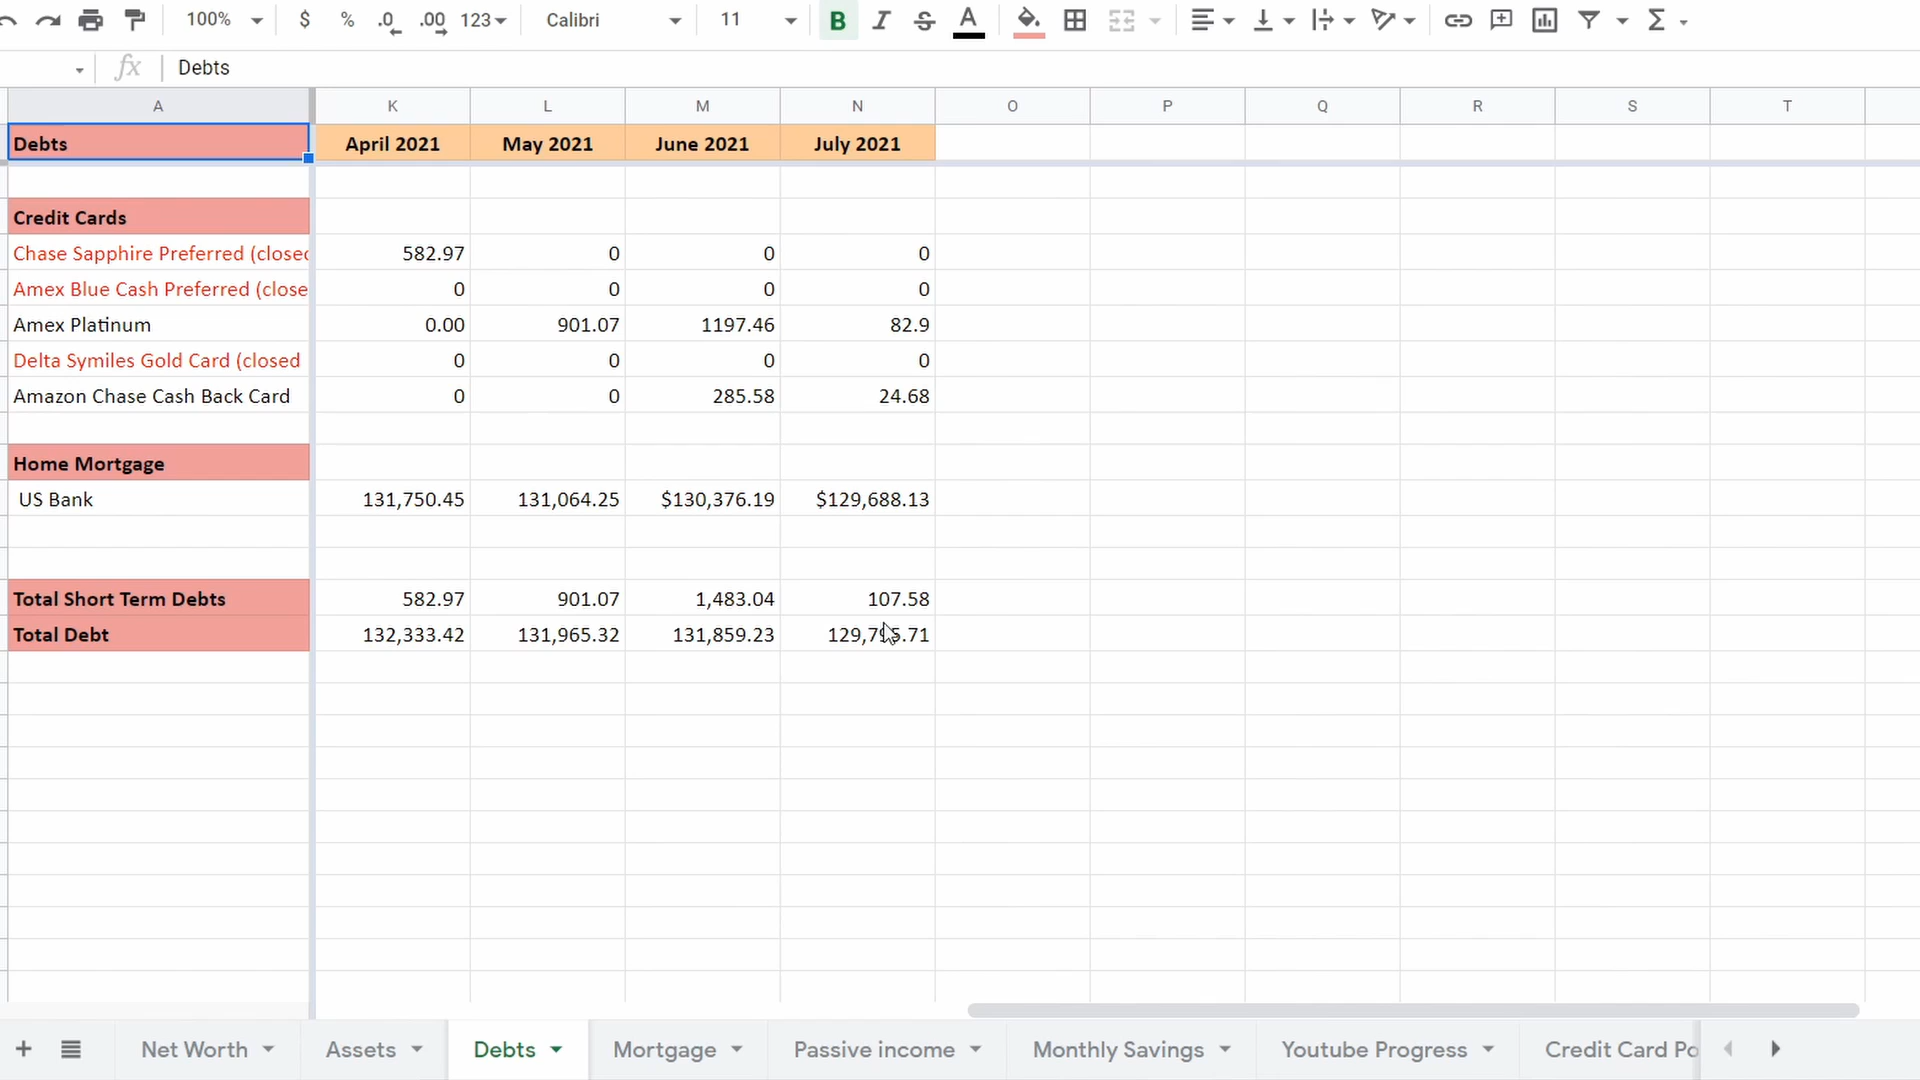 100% $ % .0 .00 123 Calibri 11 B I S A Σ
fx Debts
A K L M N O P Q R S T
Debts April 2021 May 2021 June 2021 July 2021
Credit Cards
Chase Sapphire Preferred (closed 582.97 0 0 0
Amex Blue Cash Preferred (close 0 0 0 0
Amex Platinum 0.00 901.07 1197.46 82.9
Delta Symiles Gold Card (closed 0 0 0 0
Amazon Chase Cash Back Card 0 0 285.58 24.68
Home Mortgage
US Bank 131,750.45 131,064.25 $130,376.19 $129,688.13
Total Short Term Debts 582.97 901.07 1,483.04 107.58
Total Debt 132,333.42 131,965.32 131,859.23 129,795.71
Net Worth Assets Debts Mortgage Passive income Monthly Savings Youtube Progress Credit Card Po